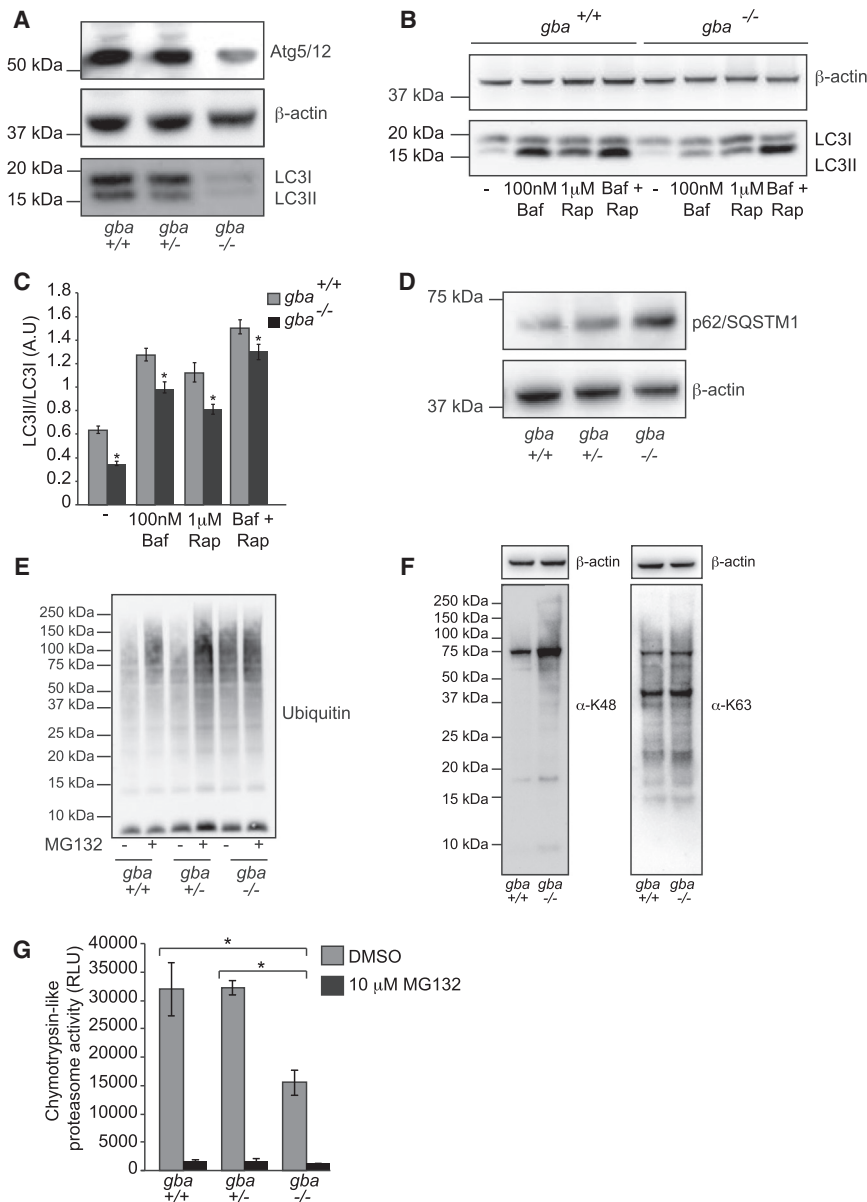 A
Atg5/12
50 kDa
β-actin
37 kDa
20 kDa
LC3I
15 kDa
LC3II
gba gba gba
+/+ +/- -/-
B
gba +/+ gba -/-
β-actin
37 kDa
20 kDa
LC3I
15 kDa
LC3II
- 100nM 1μM Baf + - 100nM 1μM Baf +
Baf Rap Rap Baf Rap Rap
C
gba +/+
gba -/-
LC3II/LC3I (A.U)
1.8
1.6
1.4
1.2
1
0.8
0.6
0.4
0.2
0
* * * *
- 100nM 1μM Baf +
Baf Rap Rap
D
75 kDa
p62/SQSTM1
β-actin
37 kDa
gba gba gba
+/+ +/- -/-
E
250 kDa
150 kDa
100 kDa
75 kDa
50 kDa
37 kDa
Ubiquitin
25 kDa
20 kDa
15 kDa
10 kDa
MG132 - + - + - +
gba gba gba
+/+ +/- -/-
F
β-actin
β-actin
250 kDa
150 kDa
100 kDa
75 kDa
50 kDa
37 kDa
α-K48
α-K63
25 kDa
20 kDa
15 kDa
10 kDa
gba gba gba gba
+/+ -/- +/+ -/-
G
Chymotrypsin-like
proteasome activity (RLU)
40000
35000
30000
25000
20000
15000
10000
5000
0
*
*
DMSO
10 μM MG132
gba gba gba
+/+ +/- -/-